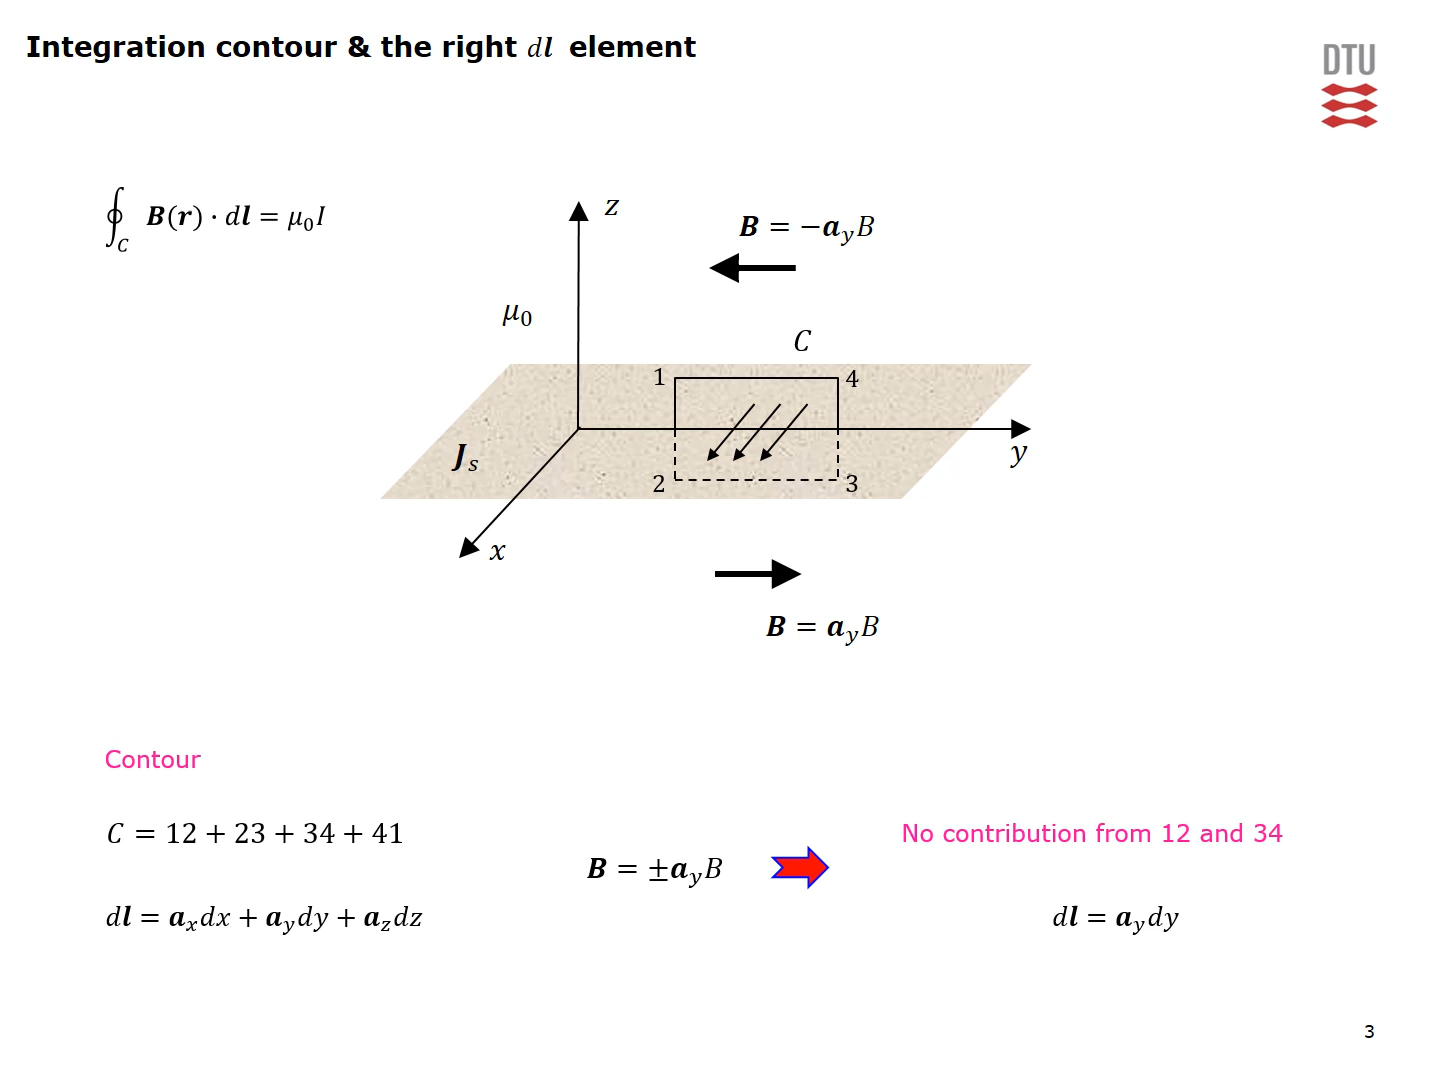 Integration contour & the right d𝒍 element
DTU
∮_C 𝑩(𝒓) · d𝒍 = μ₀I
z
𝑩 = −𝒂_y B
μ₀
C
1
4
𝑱_s
y
2
3
x
𝑩 = 𝒂_y B
Contour
C = 12 + 23 + 34 + 41
No contribution from 12 and 34
𝑩 = ±𝒂_y B
d𝒍 = 𝒂_x dx + 𝒂_y dy + 𝒂_z dz
d𝒍 = 𝒂_y dy
3